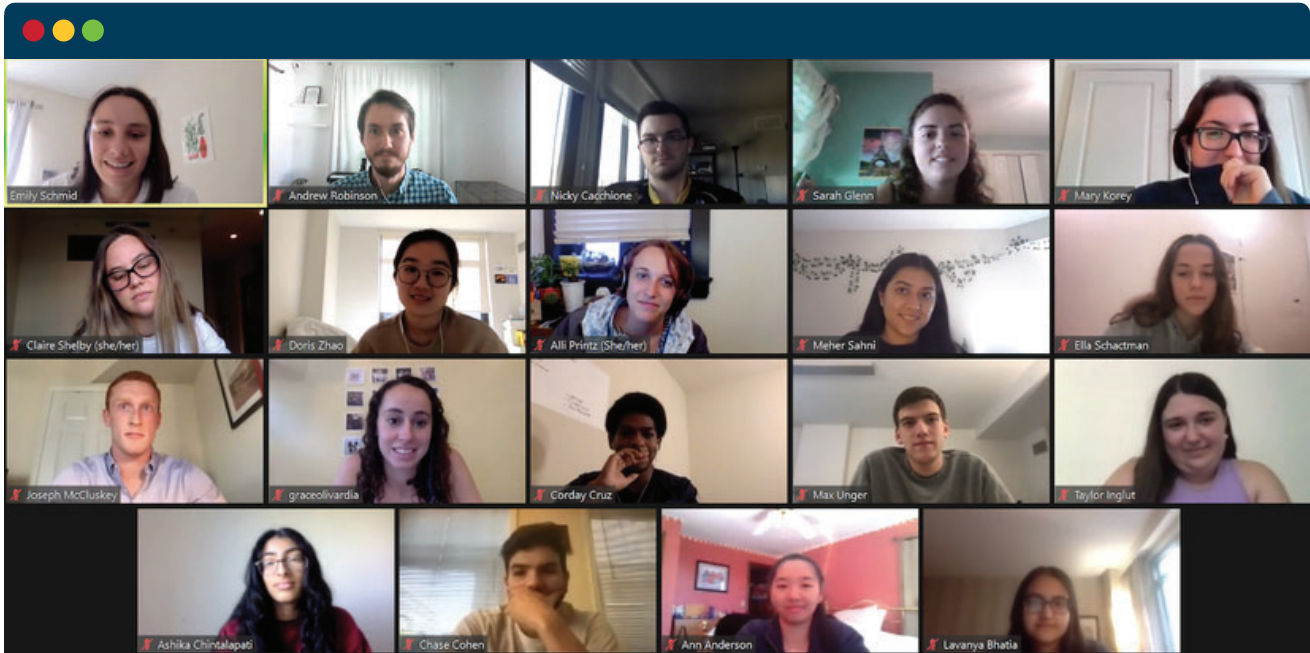 Emily Schmid
Andrew Robinson
Nicky Cacchione
Sarah Glenn
Mary Korey
Claire Shelby (she/her)
Doris Zhao
Alli Printz (She/her)
Meher Sahni
Ella Schactman
Joseph McCluskey
graceolivardia
Corday Cruz
Max Unger
Taylor Inglut
Ashika Chintalapati
Chase Cohen
Ann Anderson
Lavanya Bhatia